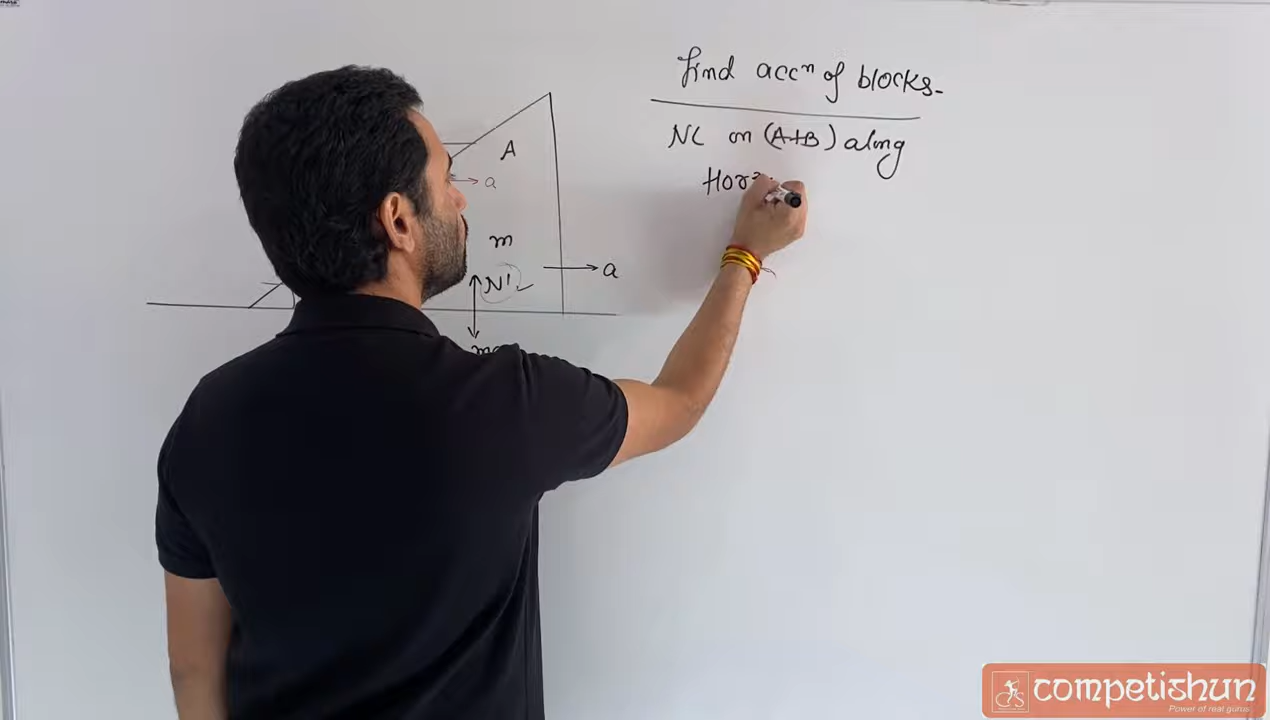 find accⁿ of blocks-
NL on (A+B) along
A
a
m
N'
a
competishun
Power of real gurus